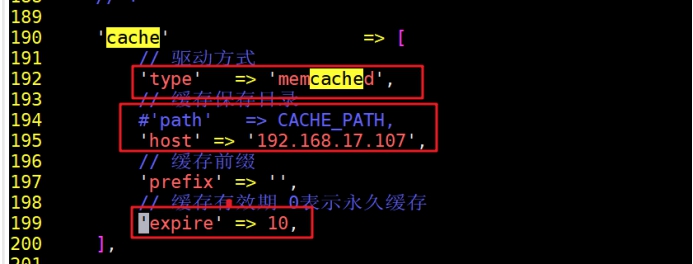 189
190 'cache' => [
191 // 驱动方式
192 'type' => 'memcached',
193 // 缓存保存目录
194 #'path' => CACHE_PATH,
195 'host' => '192.168.17.107',
196 // 缓存前缀
197 'prefix' => '',
198 // 缓存有效期 0表示永久缓存
199 'expire' => 10,
200 ],